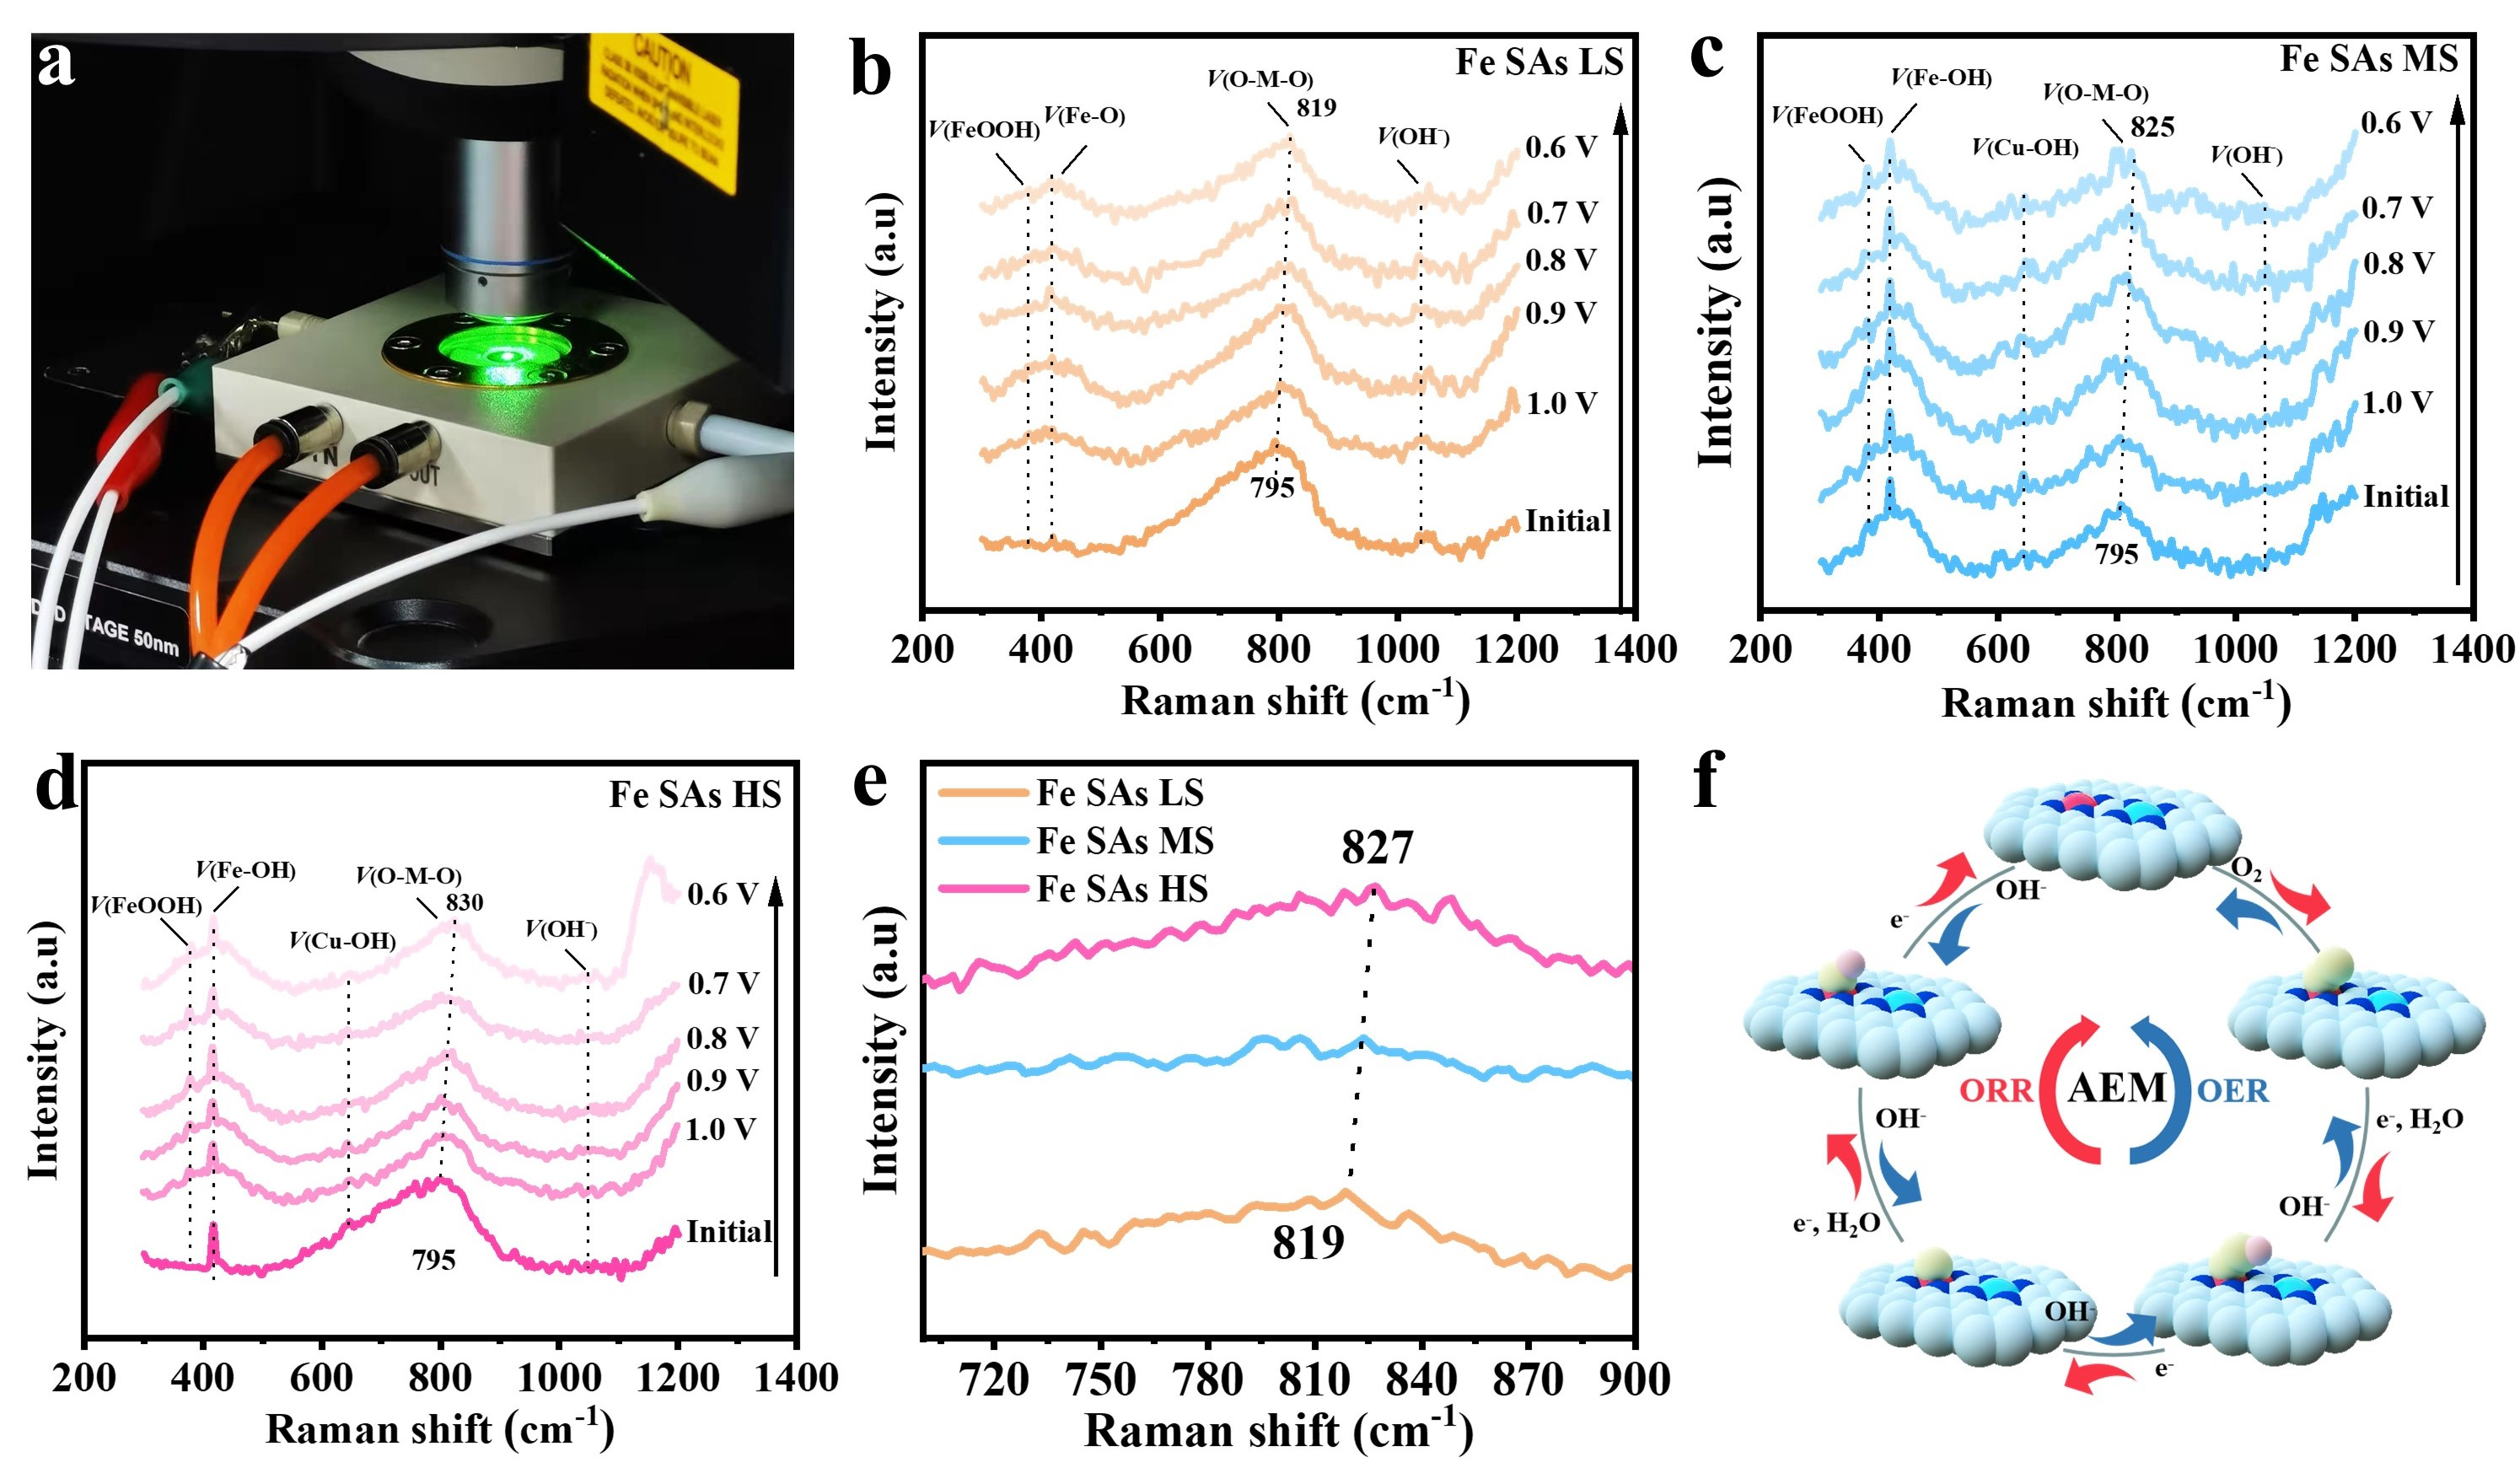 a
CAUTION
IN
OUT
TAGE 50nm
b
Fe SAs LS
V(O-M-O)
819
V(FeOOH)
V(Fe-O)
V(OH⁻)
0.6 V
0.7 V
0.8 V
0.9 V
1.0 V
795
Initial
Intensity (a.u)
200 400 600 800 1000 1200 1400
Raman shift (cm⁻¹)
c
Fe SAs MS
V(Fe-OH)
V(FeOOH)
V(O-M-O)
825
V(Cu-OH)
V(OH⁻)
0.6 V
0.7 V
0.8 V
0.9 V
1.0 V
Initial
795
Intensity (a.u)
200 400 600 800 1000 1200 1400
Raman shift (cm⁻¹)
d
Fe SAs HS
V(Fe-OH)
V(FeOOH)
V(O-M-O)
830
V(Cu-OH)
V(OH⁻)
0.6 V
0.7 V
0.8 V
0.9 V
1.0 V
Initial
795
Intensity (a.u)
200 400 600 800 1000 1200 1400
Raman shift (cm⁻¹)
e
Fe SAs LS
Fe SAs MS
Fe SAs HS
827
819
Intensity (a.u)
720 750 780 810 840 870 900
Raman shift (cm⁻¹)
f
O₂
OH⁻
e⁻
ORR
AEM
OER
OH⁻
e⁻, H₂O
e⁻, H₂O
OH⁻
OH⁻
e⁻